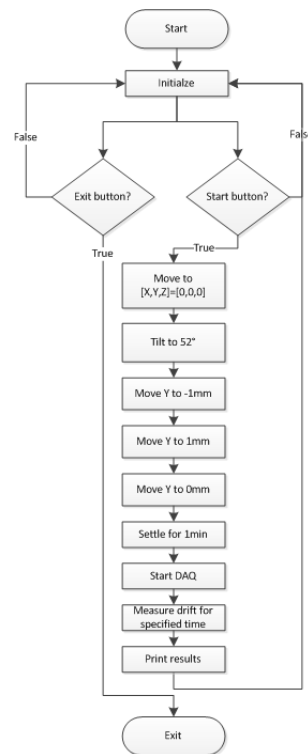 Start
Initialze
False
False
Exit button?
Start button?
True
True
Move to
[X,Y,Z]=[0,0,0]
Tilt to 52°
Move Y to -1mm
Move Y to 1mm
Move Y to 0mm
Settle for 1min
Start DAQ
Measure drift for
specified time
Print results
Exit